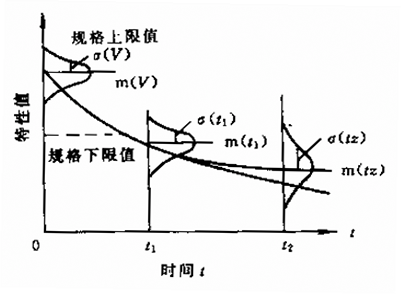 规格上限值
σ(V)
m(V)
特性值
σ(t₁)
m(t₁)
σ(tz)
m(tz)
规格下限值
0
t₁
t₂
t
时间 t